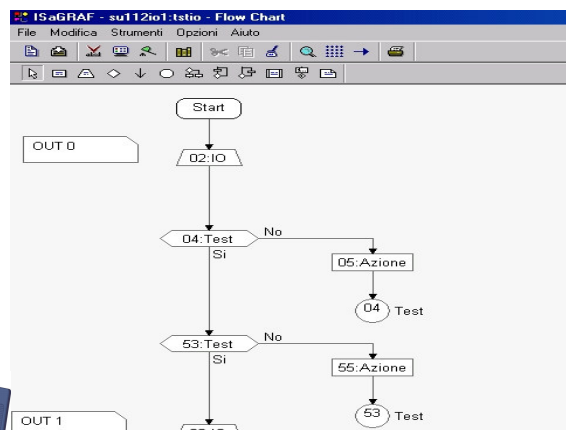 ISaGRAF - su112io1:tstio - Flow Chart
File Modifica Strumenti Opzioni Aiuto
Start
OUT 0
02:IO
04:Test
No
Si
05:Azione
04 Test
53:Test
No
Si
55:Azione
53 Test
OUT 1